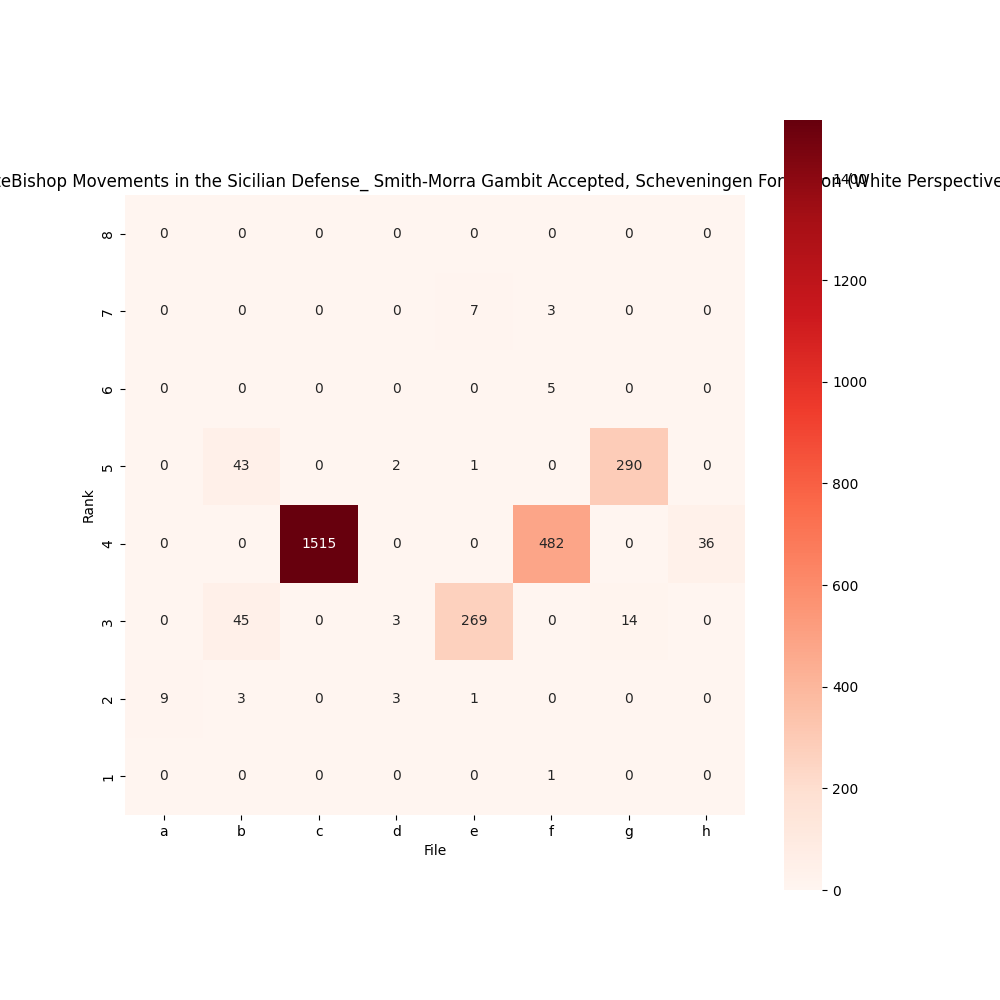 eBishop Movements in the Sicilian Defense_ Smith-Morra Gambit Accepted, Scheveningen For on (White Perspective
1400
8 0 0 0 0 0 0 0 0
1200
7 0 0 0 0 7 3 0 0
1000
6 0 0 0 0 0 5 0 0
5 0 43 0 2 1 0 290 0
800
Rank
4 0 0 1515 0 0 482 0 36
600
3 0 45 0 3 269 0 14 0
400
2 9 3 0 3 1 0 0 0
200
1 0 0 0 0 0 1 0 0
a b c d e f g h
File
0